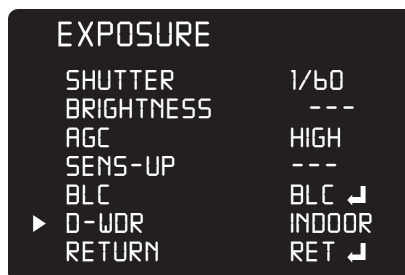 EXPOSURE
SHUTTER 1/60
BRIGHTNESS ---
AGC HIGH
SENS-UP ---
BLC BLC ↲
▶ D-WDR INDOOR
RETURN RET ↲